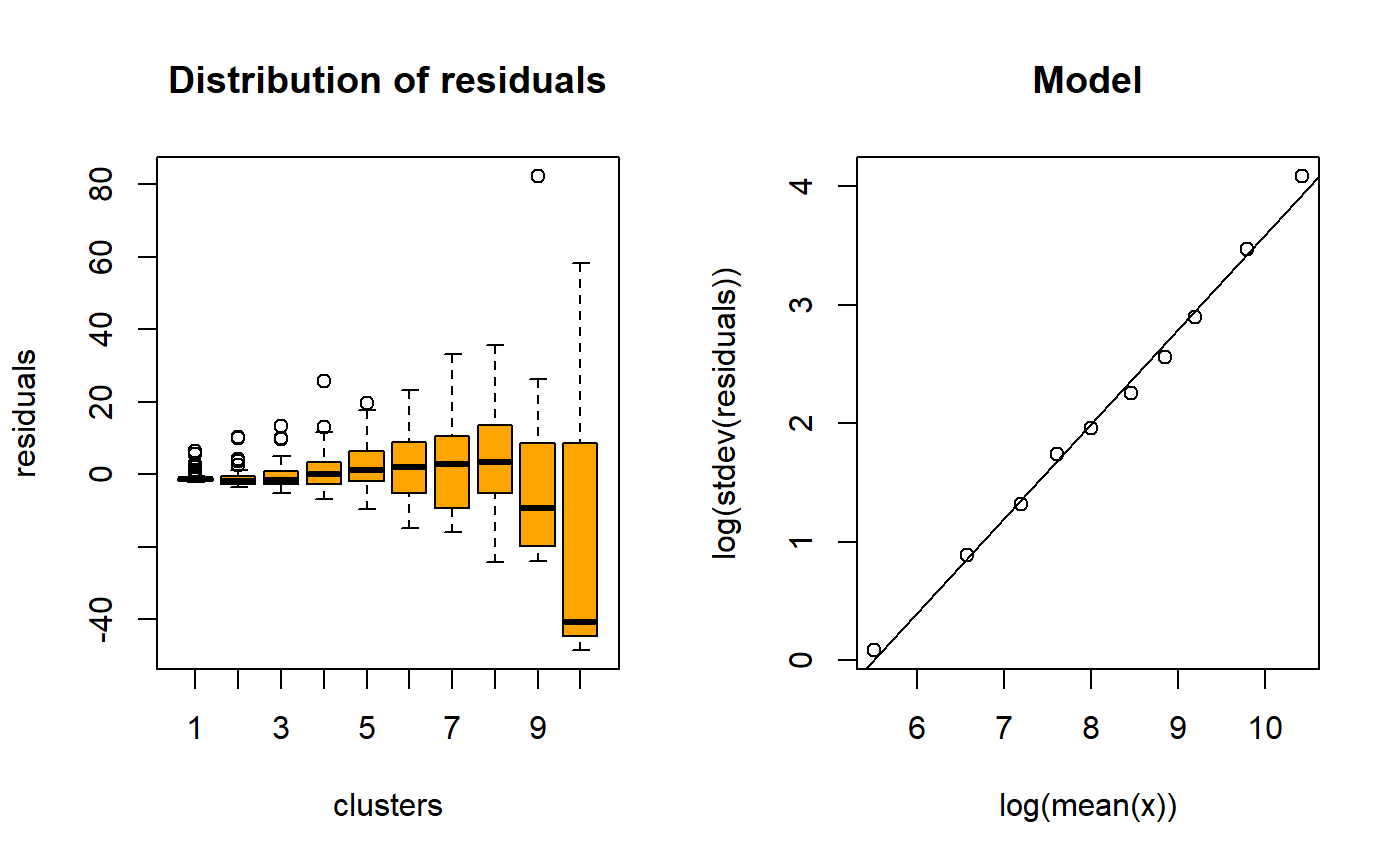 Distribution of residuals
residuals
80
60
40
20
0
-40
1 3 5 7 9
clusters
Model
log(stdev(residuals))
4
3
2
1
0
6 7 8 9 10
log(mean(x))